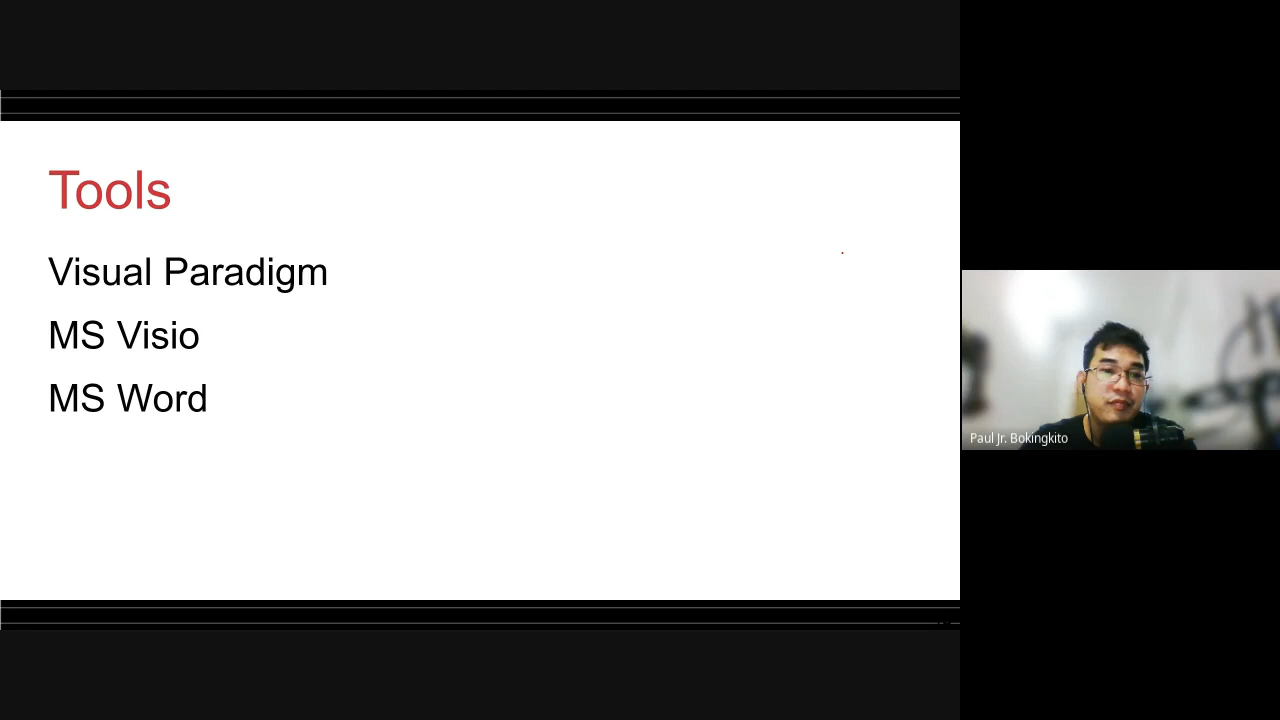 Tools
Visual Paradigm
MS Visio
MS Word
Paul Jr. Bokingkito